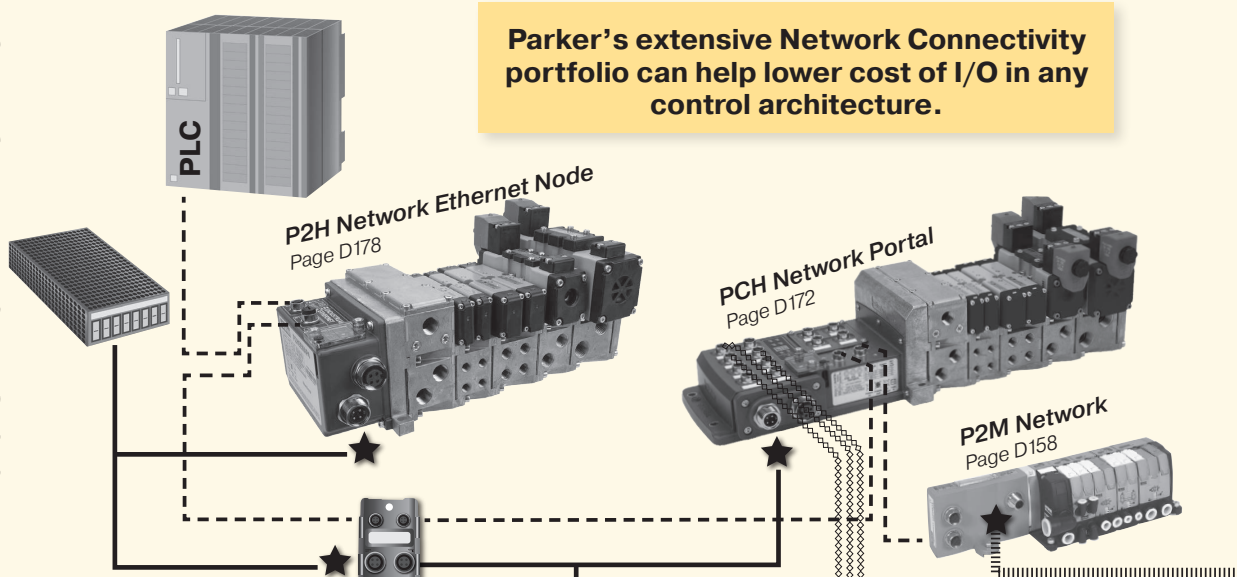 Parker's extensive Network Connectivity
portfolio can help lower cost of I/O in any
control architecture.
PLC
P2H Network Ethernet Node
Page D178
PCH Network Portal
Page D172
P2M Network
Page D158